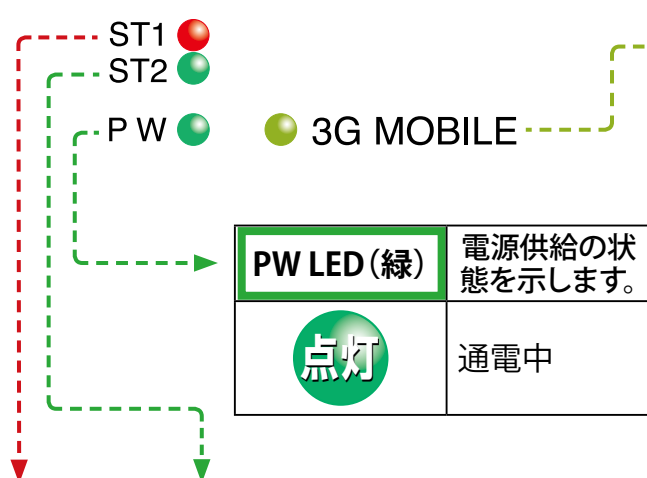 ST1
ST2
P W
3G MOBILE
PW LED（緑）
電源供給の状
態を示します。
点灯
通電中